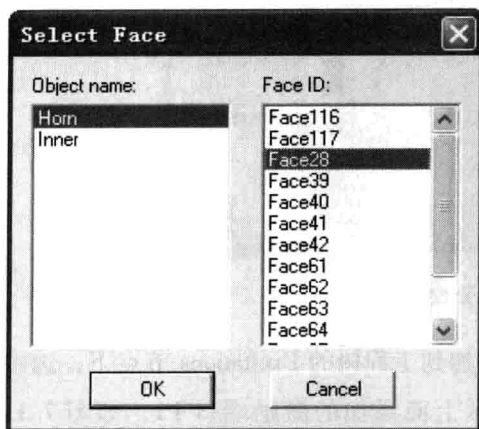 Select Face
Object name:
Face ID:
Horn
Inner
Face116
Face117
Face28
Face39
Face40
Face41
Face42
Face61
Face62
Face63
Face64
OK
Cancel